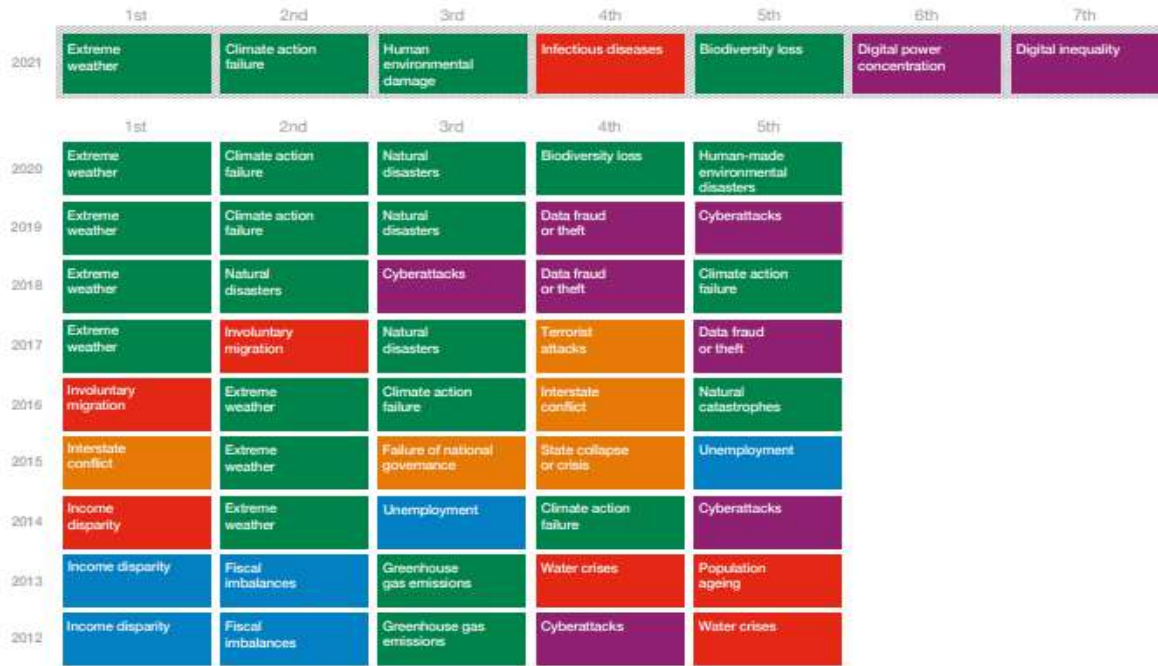 1st 2nd 3rd 4th 5th 6th 7th
2021
Extreme
weather
Climate action
failure
Human
environmental
damage
Infectious diseases
Biodiversity loss
Digital power
concentration
Digital inequality
1st 2nd 3rd 4th 5th
2020
Extreme
weather
Climate action
failure
Natural
disasters
Biodiversity loss
Human-made
environmental
disasters
2019
Extreme
weather
Climate action
failure
Natural
disasters
Data fraud
or theft
Cyberattacks
2018
Extreme
weather
Natural
disasters
Cyberattacks
Data fraud
or theft
Climate action
failure
2017
Extreme
weather
Involuntary
migration
Natural
disasters
Terrorist
attacks
Data fraud
or theft
2016
Involuntary
migration
Extreme
weather
Climate action
failure
Interstate
conflict
Natural
catastrophes
2015
Interstate
conflict
Extreme
weather
Failure of national
governance
State collapse
or crisis
Unemployment
2014
Income
disparity
Extreme
weather
Unemployment
Climate action
failure
Cyberattacks
2013
Income disparity
Fiscal
imbalances
Greenhouse
gas emissions
Water crises
Population
ageing
2012
Income disparity
Fiscal
imbalances
Greenhouse gas
emissions
Cyberattacks
Water crises